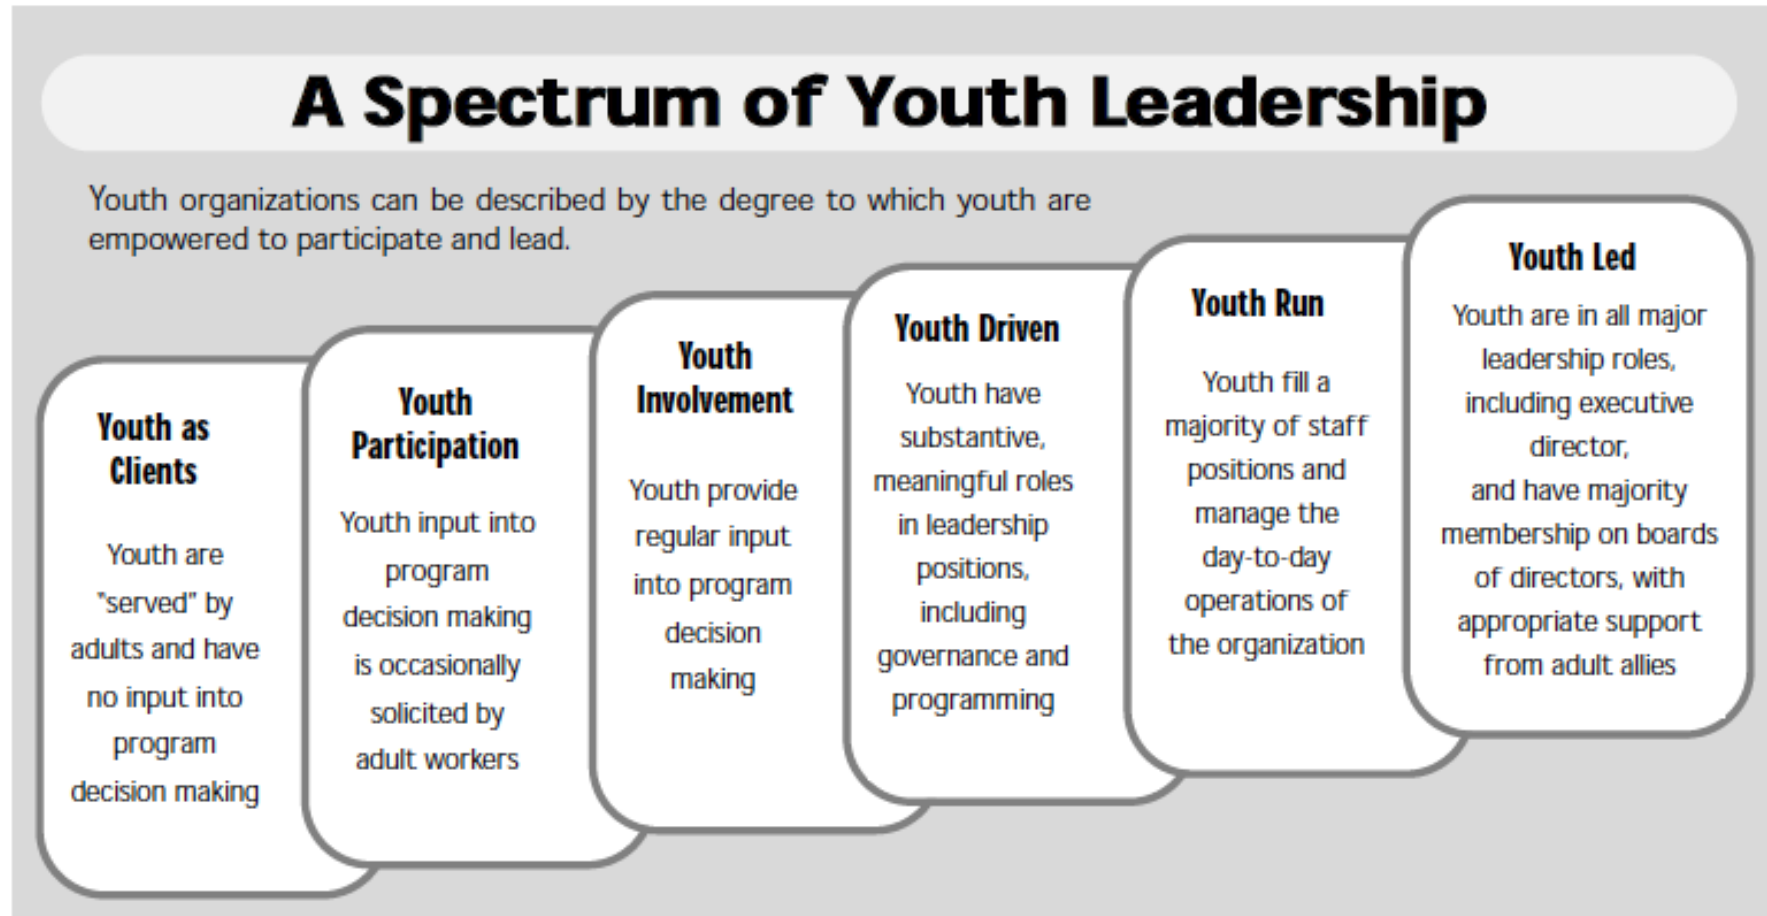 A Spectrum of Youth Leadership
Youth organizations can be described by the degree to which youth are
empowered to participate and lead.
Youth as
Clients
Youth are
"served" by
adults and have
no input into
program
decision making
Youth
Participation
Youth input into
program
decision making
is occasionally
solicited by
adult workers
Youth
Involvement
Youth provide
regular input
into program
decision
making
Youth Driven
Youth have
substantive,
meaningful roles
in leadership
positions,
including
governance and
programming
Youth Run
Youth fill a
majority of staff
positions and
manage the
day-to-day
operations of
the organization
Youth Led
Youth are in all major
leadership roles,
including executive
director,
and have majority
membership on boards
of directors, with
appropriate support
from adult allies